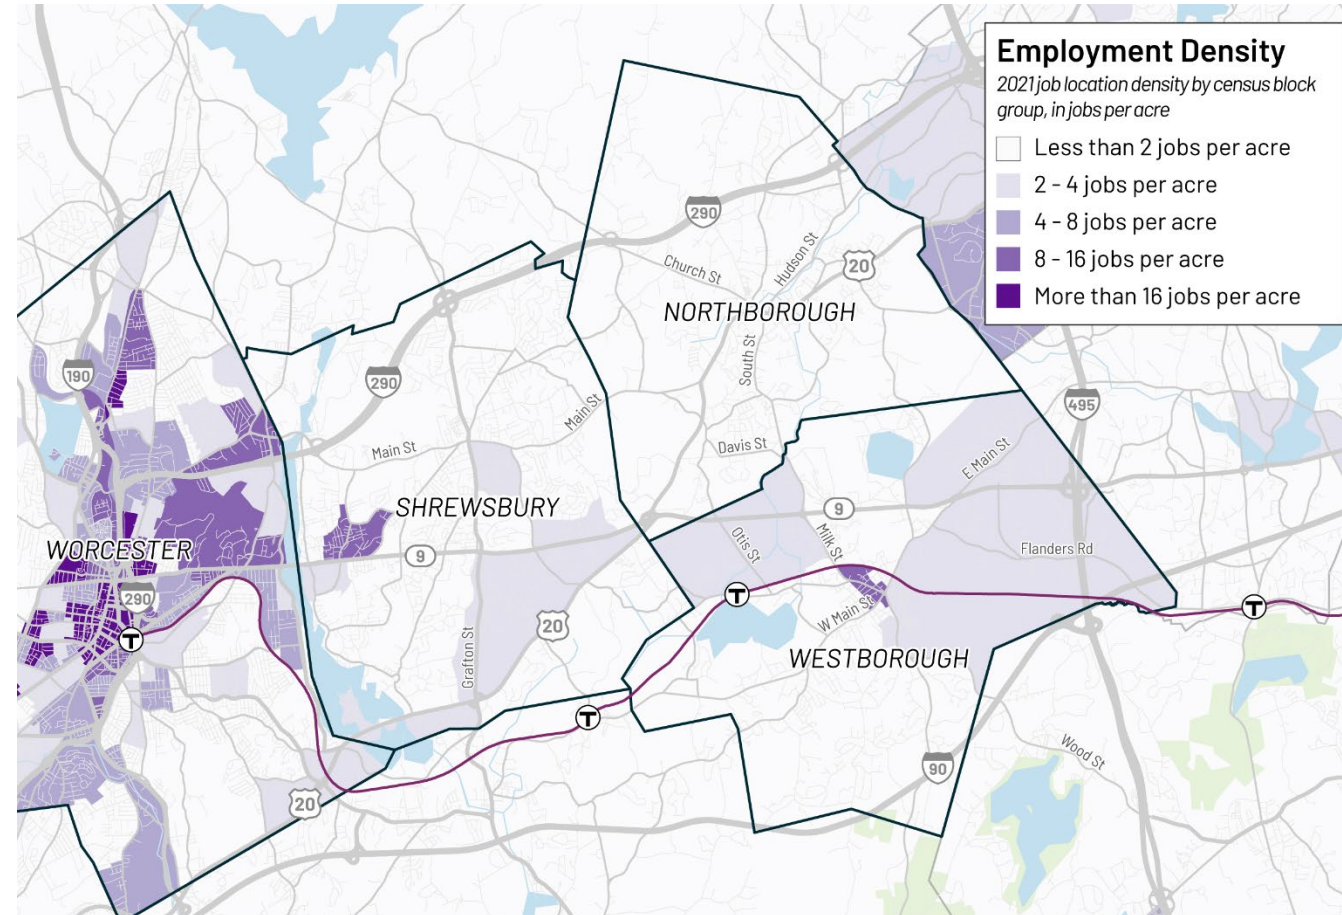 Employment Density
2021 job location density by census block
group, in jobs per acre
Less than 2 jobs per acre
2 - 4 jobs per acre
4 - 8 jobs per acre
8 - 16 jobs per acre
More than 16 jobs per acre
290
Church St
Hudson St
20
NORTHBOROUGH
South St
190
290
Main St
495
Main St
Davis St
E Main St
SHREWSBURY
9
WORCESTER
9
Otis St
Milk St
Flanders Rd
290
T
T
T
W Main St
20
Grafton St
WESTBOROUGH
T
Wood St
90
20